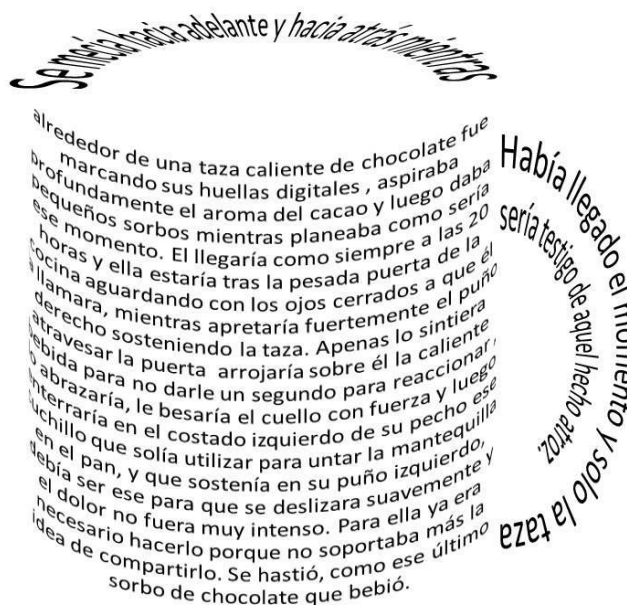 Se mecía hacia adelante y hacia atrás mientras
alrededor de una taza caliente de chocolate fue
marcando sus huellas digitales , aspiraba
profundamente el aroma del cacao y luego daba
pequeños sorbos mientras planeaba como sería
ese momento. El llegaría como siempre a las 20
horas y ella estaría tras la pesada puerta de la
cocina aguardando con los ojos cerrados a que él
a llamara, mientras apretaría fuertemente el puño
derecho sosteniendo la taza. Apenas lo sintiera
atravesar la puerta arrojaría sobre él la caliente
bebida para no darle un segundo para reaccionar,
o abrazaría, le besaría el cuello con fuerza y luego
enterraría en el costado izquierdo de su pecho ese
cuchillo que solía utilizar para untar la mantequilla
en el pan, y que sostenía en su puño izquierdo,
debía ser ese para que se deslizara suavemente y
el dolor no fuera muy intenso. Para ella ya era
necesario hacerlo porque no soportaba más la
idea de compartirlo. Se hastió, como ese último
sorbo de chocolate que bebió.
Había llegado el momento y solo la taza
sería testigo de aquel hecho atroz.